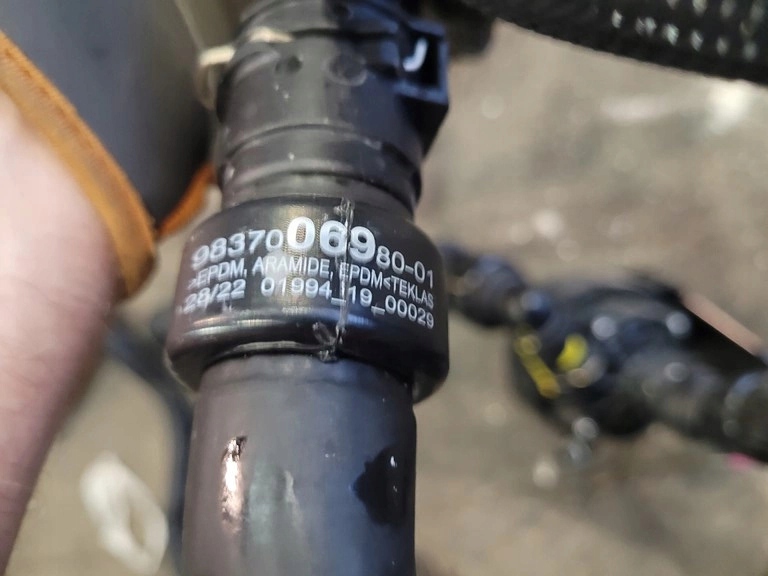 9837006980-01
>EPDM, ARAMIDE, EPDM<TEKLAS
28/22 01994_19_00029